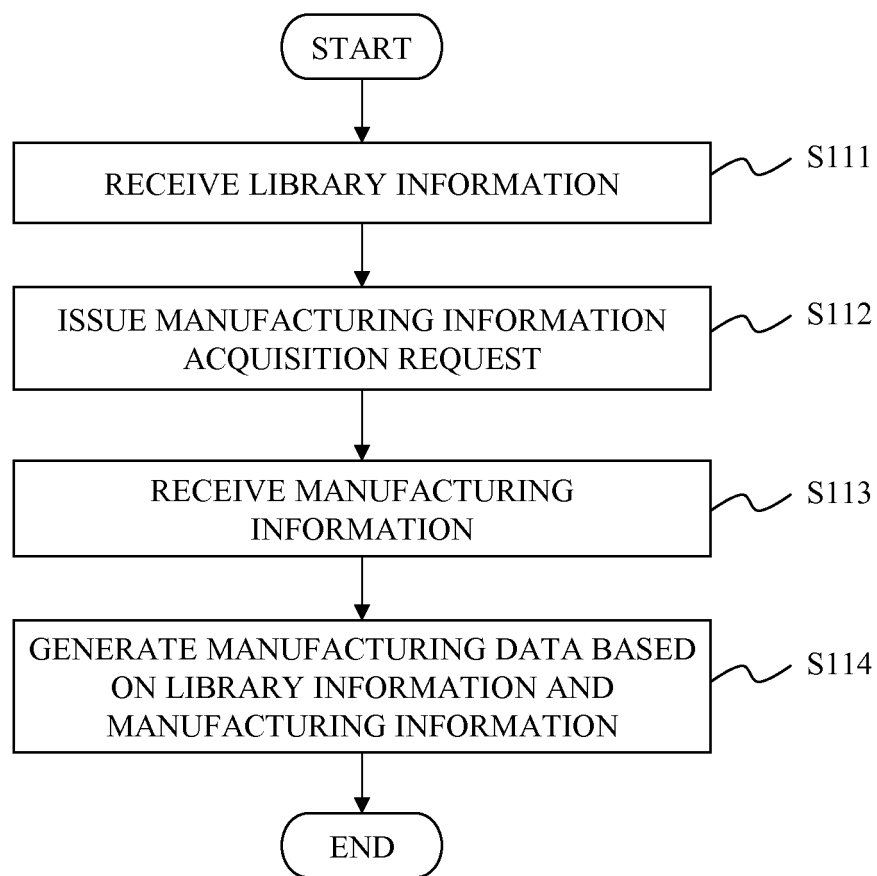 START
RECEIVE LIBRARY INFORMATION
S111
ISSUE MANUFACTURING INFORMATION
ACQUISITION REQUEST
S112
RECEIVE MANUFACTURING
INFORMATION
S113
GENERATE MANUFACTURING DATA BASED
ON LIBRARY INFORMATION AND
MANUFACTURING INFORMATION
S114
END